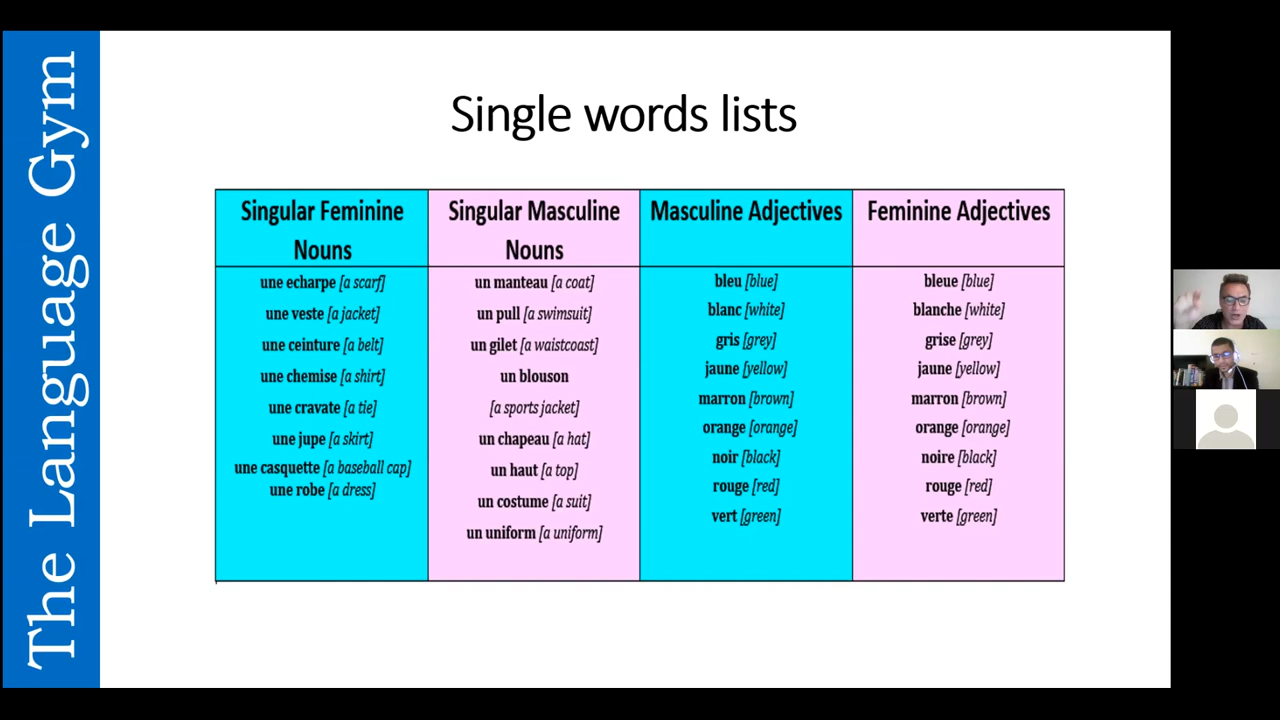 The Language Gym
Single words lists
Singular Feminine
Nouns
une echarpe [a scarf]
une veste [a jacket]
une ceinture [a belt]
une chemise [a shirt]
une cravate [a tie]
une jupe [a skirt]
une casquette [a baseball cap]
une robe [a dress]
Singular Masculine
Nouns
un manteau [a coat]
un pull [a swimsuit]
un gilet [a waistcoast]
un blouson
[a sports jacket]
un chapeau [a hat]
un haut [a top]
un costume [a suit]
un uniform [a uniform]
Masculine Adjectives
bleu [blue]
blanc [white]
gris [grey]
jaune [yellow]
marron [brown]
orange [orange]
noir [black]
rouge [red]
vert [green]
Feminine Adjectives
bleue [blue]
blanche [white]
grise [grey]
jaune [yellow]
marron [brown]
orange [orange]
noire [black]
rouge [red]
verte [green]